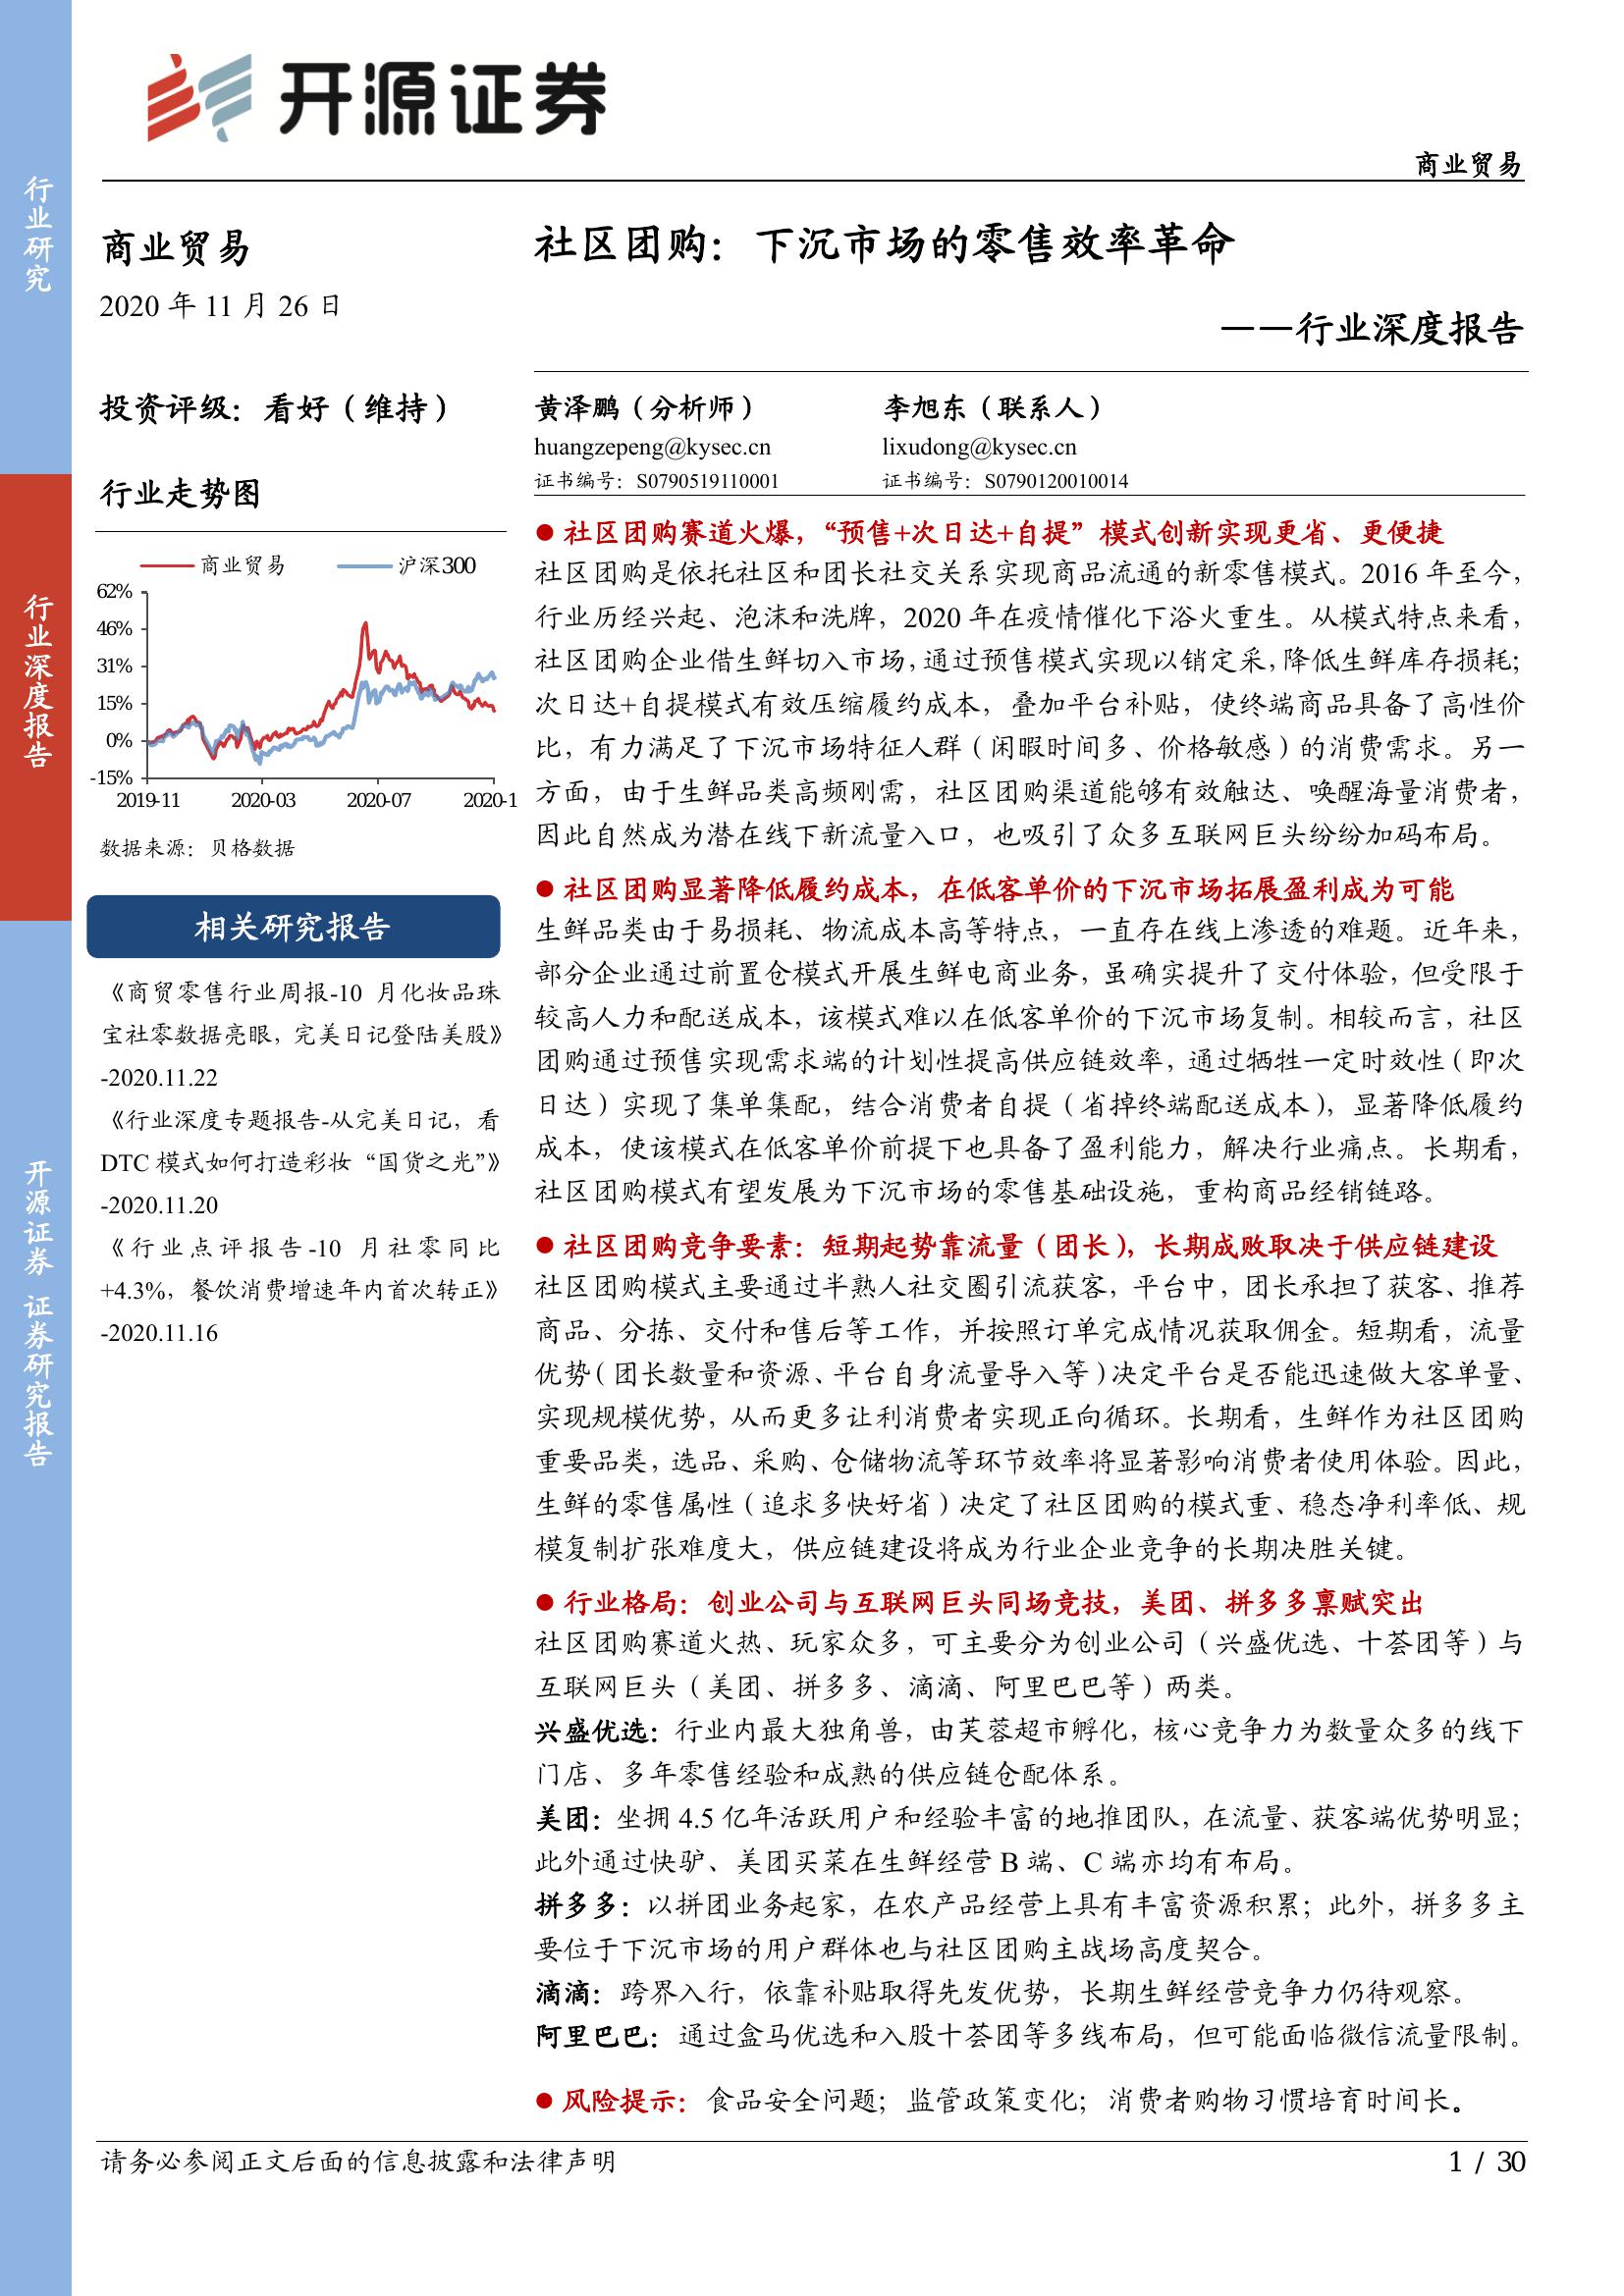 开源证券
商业贸易
行业研究
行业深度报告
开源证券 证券研究报告
商业贸易
2020 年 11 月 26 日
投资评级：看好（维持）
行业走势图
商业贸易 沪深300
62%
46%
31%
15%
0%
-15%
2019-11 2020-03 2020-07 2020-1
数据来源：贝格数据
相关研究报告
《商贸零售行业周报-10 月化妆品珠
宝社零数据亮眼，完美日记登陆美股》
-2020.11.22
《行业深度专题报告-从完美日记，看
DTC 模式如何打造彩妆“国货之光”》
-2020.11.20
《行业点评报告-10 月社零同比
+4.3%，餐饮消费增速年内首次转正》
-2020.11.16
社区团购：下沉市场的零售效率革命
——行业深度报告
黄泽鹏（分析师） 李旭东（联系人）
huangzepeng@kysec.cn lixudong@kysec.cn
证书编号：S0790519110001 证书编号：S0790120010014
● 社区团购赛道火爆，“预售+次日达+自提”模式创新实现更省、更便捷
社区团购是依托社区和团长社交关系实现商品流通的新零售模式。2016 年至今，
行业历经兴起、泡沫和洗牌，2020 年在疫情催化下浴火重生。从模式特点来看，
社区团购企业借生鲜切入市场，通过预售模式实现以销定采，降低生鲜库存损耗；
次日达+自提模式有效压缩履约成本，叠加平台补贴，使终端商品具备了高性价
比，有力满足了下沉市场特征人群（闲暇时间多、价格敏感）的消费需求。另一
方面，由于生鲜品类高频刚需，社区团购渠道能够有效触达、唤醒海量消费者，
因此自然成为潜在线下新流量入口，也吸引了众多互联网巨头纷纷加码布局。
● 社区团购显著降低履约成本，在低客单价的下沉市场拓展盈利成为可能
生鲜品类由于易损耗、物流成本高等特点，一直存在线上渗透的难题。近年来，
部分企业通过前置仓模式开展生鲜电商业务，虽确实提升了交付体验，但受限于
较高人力和配送成本，该模式难以在低客单价的下沉市场复制。相较而言，社区
团购通过预售实现需求端的计划性提高供应链效率，通过牺牲一定时效性（即次
日达）实现了集单集配，结合消费者自提（省掉终端配送成本），显著降低履约
成本，使该模式在低客单价前提下也具备了盈利能力，解决行业痛点。长期看，
社区团购模式有望发展为下沉市场的零售基础设施，重构商品经销链路。
● 社区团购竞争要素：短期起势靠流量（团长），长期成败取决于供应链建设
社区团购模式主要通过半熟人社交圈引流获客，平台中，团长承担了获客、推荐
商品、分拣、交付和售后等工作，并按照订单完成情况获取佣金。短期看，流量
优势（团长数量和资源、平台自身流量导入等）决定平台是否能迅速做大客单量、
实现规模优势，从而更多让利消费者实现正向循环。长期看，生鲜作为社区团购
重要品类，选品、采购、仓储物流等环节效率将显著影响消费者使用体验。因此，
生鲜的零售属性（追求多快好省）决定了社区团购的模式重、稳态净利率低、规
模复制扩张难度大，供应链建设将成为行业企业竞争的长期决胜关键。
● 行业格局：创业公司与互联网巨头同场竞技，美团、拼多多禀赋突出
社区团购赛道火热、玩家众多，可主要分为创业公司（兴盛优选、十荟团等）与
互联网巨头（美团、拼多多、滴滴、阿里巴巴等）两类。
兴盛优选：行业内最大独角兽，由芙蓉超市孵化，核心竞争力为数量众多的线下
门店、多年零售经验和成熟的供应链仓配体系。
美团：坐拥 4.5 亿年活跃用户和经验丰富的地推团队，在流量、获客端优势明显；
此外通过快驴、美团买菜在生鲜经营 B 端、C 端亦均有布局。
拼多多：以拼团业务起家，在农产品经营上具有丰富资源积累；此外，拼多多主
要位于下沉市场的用户群体也与社区团购主战场高度契合。
滴滴：跨界入行，依靠补贴取得先发优势，长期生鲜经营竞争力仍待观察。
阿里巴巴：通过盒马优选和入股十荟团等多线布局，但可能面临微信流量限制。
● 风险提示：食品安全问题；监管政策变化；消费者购物习惯培育时间长。
请务必参阅正文后面的信息披露和法律声明 1 / 30